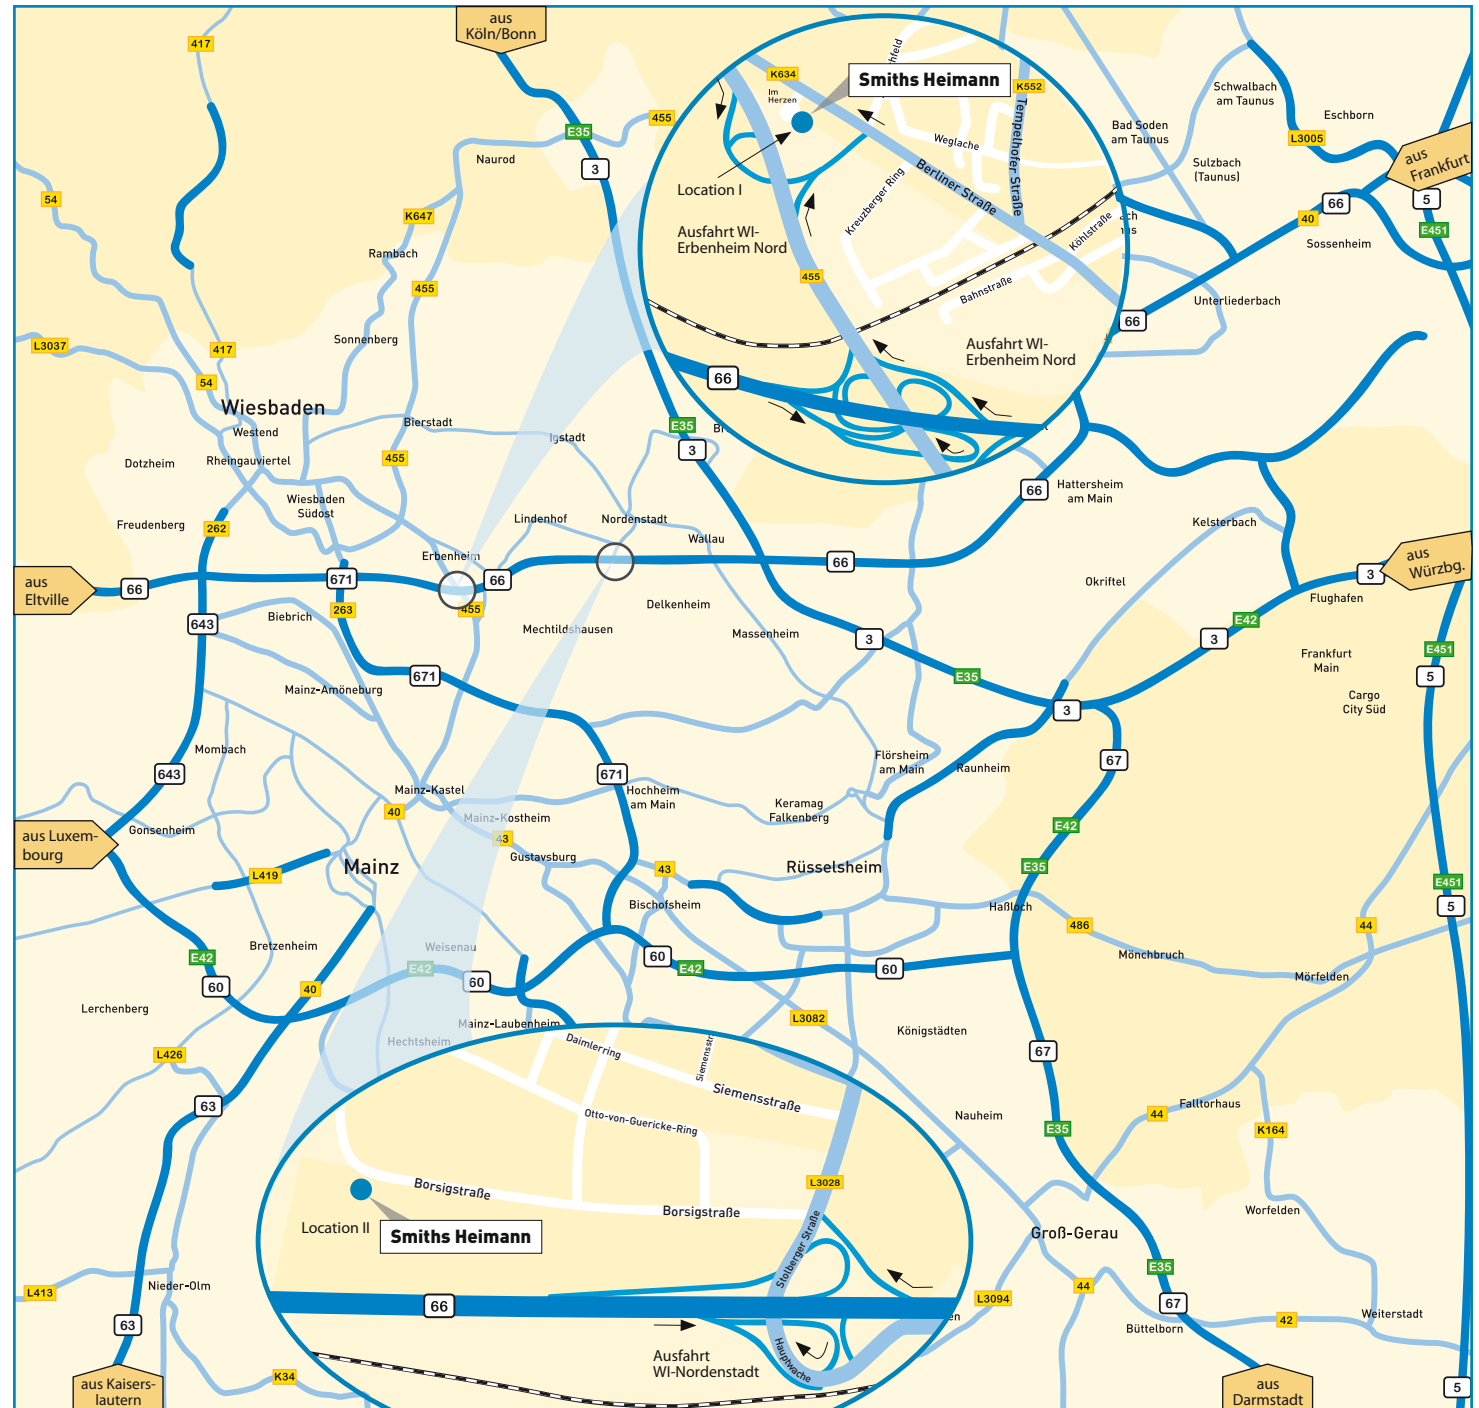 aus
Köln/Bonn
417
E35
3
455
Naurod
54
K647
Rambach
455
Sonnenberg
L3037
417
54
Wiesbaden
Westend
Bierstadt
Igstadt
Dotzheim
Rheingauviertel
455
Wiesbaden
Südost
Freudenberg
262
Lindenhof
Nordenstadt
Wallau
Erbenheim
aus
Eltville
66
671
66
455
263
643
Biebrich
Mechtildshausen
Delkenheim
Massenheim
E35
3
66
66
Hattersheim
am Main
Kelsterbach
Okriftel
K634
Im
Herzen
Smiths Heimann
K552
Tempelhofer Straße
Weglache
Berliner Straße
Kreuzberger Ring
Location I
Ausfahrt WI-
Erbenheim Nord
455
Köhlstraße
Bahnstraße
Ausfahrt WI-
Erbenheim Nord
66
Schwalbach
am Taunus
Eschborn
Bad Soden
am Taunus
L3005
Sulzbach
(Taunus)
aus
Frankfurt
66
5
40
E451
Sossenheim
Unterliederbach
66
aus
Würzbg.
3
Flughafen
E42
3
3
E35
Frankfurt
Main
E451
5
Cargo
City Süd
Mainz-Amöneburg
671
3
Mombach
643
67
Flörsheim
am Main
Raunheim
671
Hochheim
am Main
Mainz-Kastel
40
Keramag
Falkenberg
Mainz-Kostheim
43
aus Luxem-
bourg
Gonsenheim
E42
Mainz
L419
Gustavsburg
43
Rüsselsheim
E35
E451
5
Bischofsheim
Haßloch
486
44
Bretzenheim
Weisenau
E42
60
E42
60
60
E42
60
Mönchbruch
Mörfelden
40
Lerchenberg
Mainz-Laubenheim
L3082
Königstädten
Hechtsheim
L426
67
63
Nauheim
44
Falltorhaus
E35
K164
Daimlerring
Siemensstr
Siemensstraße
Otto-von-Guericke-Ring
Borsigstraße
Borsigstraße
L3028
Location II
Smiths Heimann
Stolberger Straße
66
Ausfahrt
WI-Nordenstadt
Hauptwache
Worfelden
Groß-Gerau
E35
44
L3094
67
42
Weiterstadt
Büttelborn
Nieder-Olm
L413
63
K34
aus Kaisers-
lautern
aus
Darmstadt
5